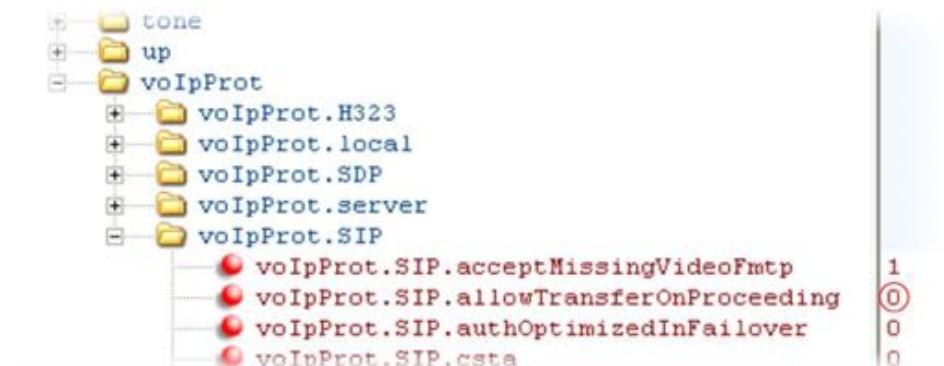 tone
up
voIpProt
voIpProt.H323
voIpProt.local
voIpProt.SDP
voIpProt.server
voIpProt.SIP
voIpProt.SIP.acceptMissingVideoFmtp 1
voIpProt.SIP.allowTransferOnProceeding 0
voIpProt.SIP.authOptimizedInFailover 0
voIpProt.SIP.csta 0